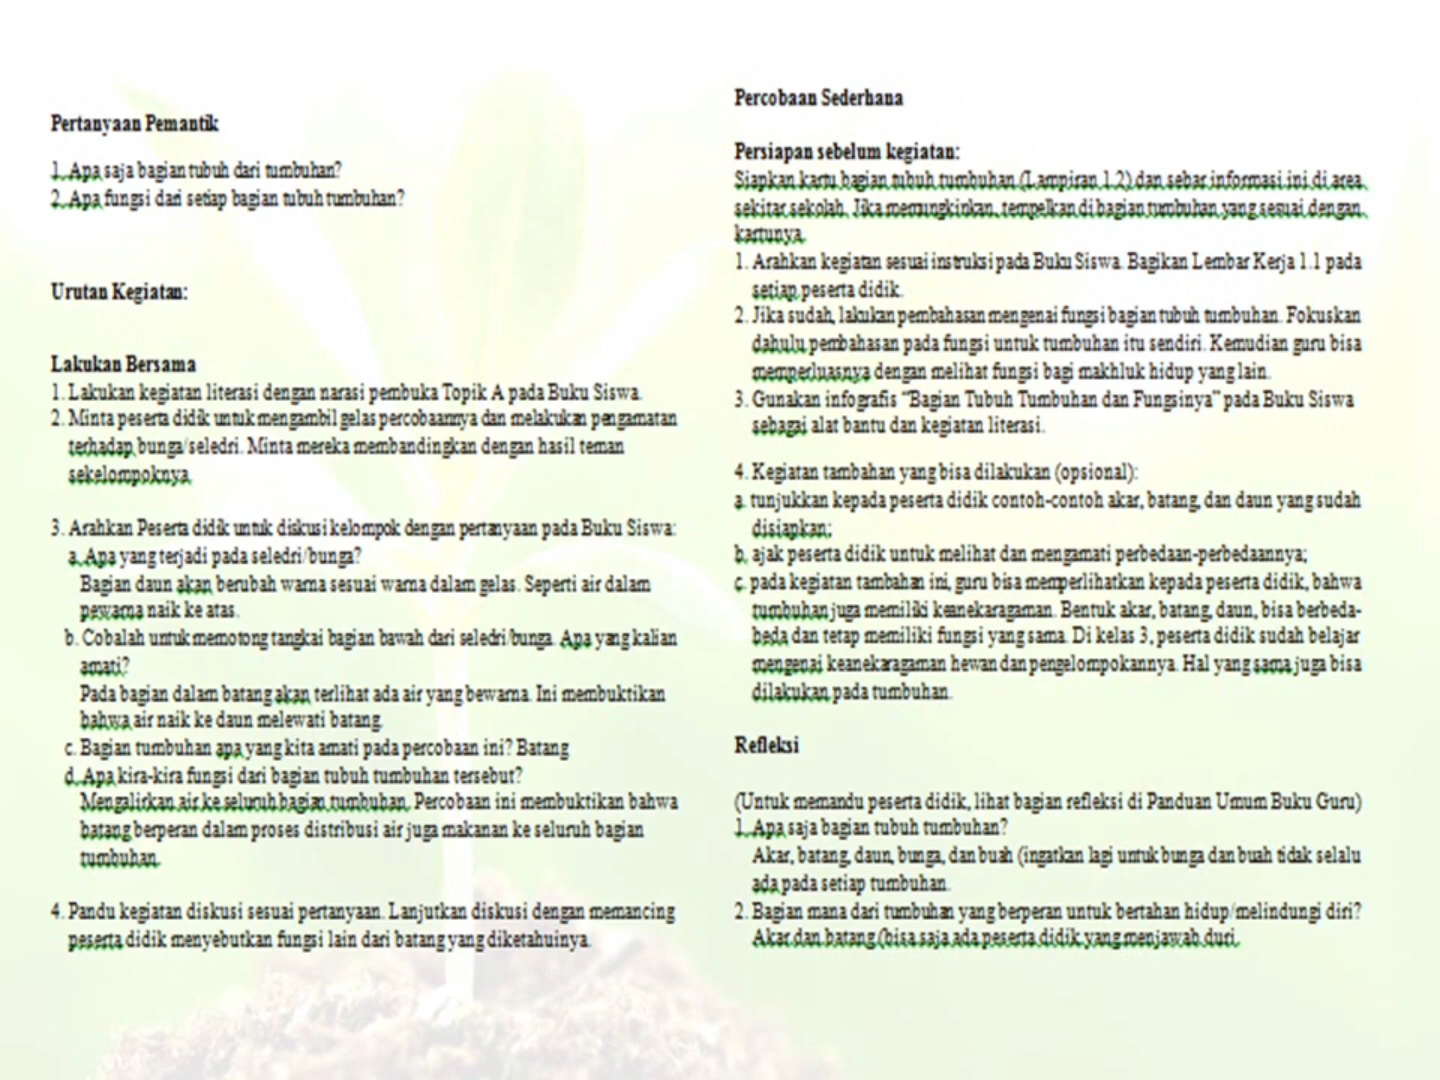 Pertanyaan Pemantik
1. Apa saja bagian tubuh dari tumbuhan?
2. Apa fungsi dari setiap bagian tubuh tumbuhan?
Urutan Kegiatan:
Lakukan Bersama
1. Lakukan kegiatan literasi dengan narasi pembuka Topik A pada Buku Siswa.
2. Minta peserta didik untuk mengambil gelas percobaannya dan melakukan pengamatan
terhadap bunga/seledri. Minta mereka membandingkan dengan hasil teman
sekelompoknya.
3. Arahkan Peserta didik untuk diskusi kelompok dengan pertanyaan pada Buku Siswa:
a. Apa yang terjadi pada seledri/bunga?
Bagian daun akan berubah warna sesuai warna dalam gelas. Seperti air dalam
pewarna naik ke atas.
b. Cobalah untuk memotong tangkai bagian bawah dari seledri/bunga. Apa yang kalian
amati?
Pada bagian dalam batang akan terlihat ada air yang bewarna. Ini membuktikan
bahwa air naik ke daun melewati batang.
c. Bagian tumbuhan apa yang kita amati pada percobaan ini? Batang
d. Apa kira-kira fungsi dari bagian tubuh tumbuhan tersebut?
Mengalirkan air ke seluruh bagian tumbuhan. Percobaan ini membuktikan bahwa
batang berperan dalam proses distribusi air juga makanan ke seluruh bagian
tumbuhan.
4. Pandu kegiatan diskusi sesuai pertanyaan. Lanjutkan diskusi dengan memancing
peserta didik menyebutkan fungsi lain dari batang yang diketahuinya.
Percobaan Sederhana
Persiapan sebelum kegiatan:
Siapkan kartu bagian tubuh tumbuhan (Lampiran 1.2) dan sebar informasi ini di area
sekitar sekolah. Jika memungkinkan, tempelkan di bagian tumbuhan yang sesuai dengan
kartunya.
1. Arahkan kegiatan sesuai instruksi pada Buku Siswa. Bagikan Lembar Kerja 1.1 pada
setiap peserta didik.
2. Jika sudah, lakukan pembahasan mengenai fungsi bagian tubuh tumbuhan. Fokuskan
dahulu pembahasan pada fungsi untuk tumbuhan itu sendiri. Kemudian guru bisa
memperluasnya dengan melihat fungsi bagi makhluk hidup yang lain.
3. Gunakan infografis “Bagian Tubuh Tumbuhan dan Fungsinya” pada Buku Siswa
sebagai alat bantu dan kegiatan literasi.
4. Kegiatan tambahan yang bisa dilakukan (opsional):
a. tunjukkan kepada peserta didik contoh-contoh akar, batang, dan daun yang sudah
disiapkan;
b. ajak peserta didik untuk melihat dan mengamati perbedaan-perbedaannya;
c. pada kegiatan tambahan ini, guru bisa memperlihatkan kepada peserta didik, bahwa
tumbuhan juga memiliki keanekaragaman. Bentuk akar, batang, daun, bisa berbeda-
beda dan tetap memiliki fungsi yang sama. Di kelas 3, peserta didik sudah belajar
mengenai keanekaragaman hewan dan pengelompokannya. Hal yang sama juga bisa
dilakukan pada tumbuhan.
Refleksi
(Untuk memandu peserta didik, lihat bagian refleksi di Panduan Umum Buku Guru)
1. Apa saja bagian tubuh tumbuhan?
Akar, batang, daun, bunga, dan buah (ingatkan lagi untuk bunga dan buah tidak selalu
ada pada setiap tumbuhan.
2. Bagian mana dari tumbuhan yang berperan untuk bertahan hidup/melindungi diri?
Akar dan batang (bisa saja ada peserta didik yang menjawab duri.